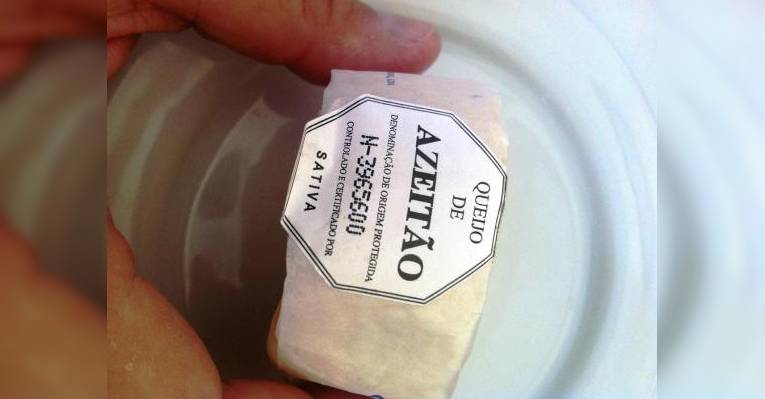 QUEIJO
DE
AZEITÃO
DENOMINAÇÃO DE ORIGEM PROTEGIDA
N-3965600
CONTROLADO E CERTIFICADO POR
SATIVA